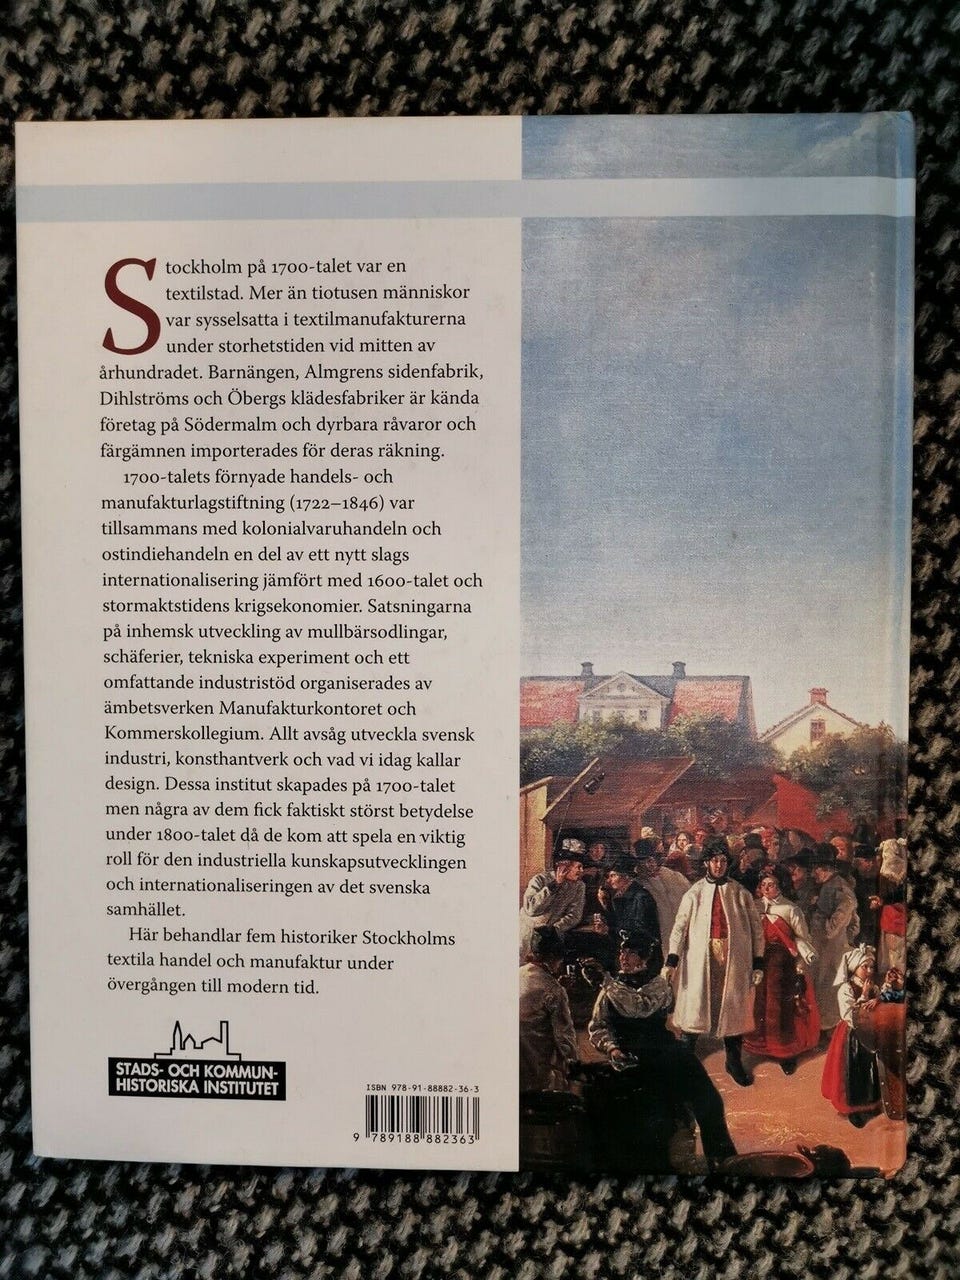 Stockholm på 1700-talet var en
textilstad. Mer än tiotusen människor
var sysselsatta i textilmanufakturerna
under storhetstiden vid mitten av
århundradet. Barnängen, Almgrens sidenfabrik,
Dihlströms och Öbergs klädesfabriker är kända
företag på Södermalm och dyrbara råvaror och
färgämnen importerades för deras räkning.
1700-talets förnyade handels- och
manufakturlagstiftning (1722–1846) var
tillsammans med kolonialvaruhandeln och
ostindiehandeln en del av ett nytt slags
internationalisering jämfört med 1600-talet och
stormaktstidens krigsekonomier. Satsningarna
på inhemsk utveckling av mullbärsodlingar,
schäferier, tekniska experiment och ett
omfattande industristöd organiserades av
ämbetsverken Manufakturkontoret och
Kommerskollegium. Allt avsåg utveckla svensk
industri, konsthantverk och vad vi idag kallar
design. Dessa institut skapades på 1700-talet
men några av dem fick faktiskt störst betydelse
under 1800-talet då de kom att spela en viktig
roll för den industriella kunskapsutvecklingen
och internationaliseringen av det svenska
samhället.
Här behandlar fem historiker Stockholms
textila handel och manufaktur under
övergången till modern tid.
STADS- OCH KOMMUN-
HISTORISKA INSTITUTET
ISBN 978-91-88882-36-3
9 789188 882363